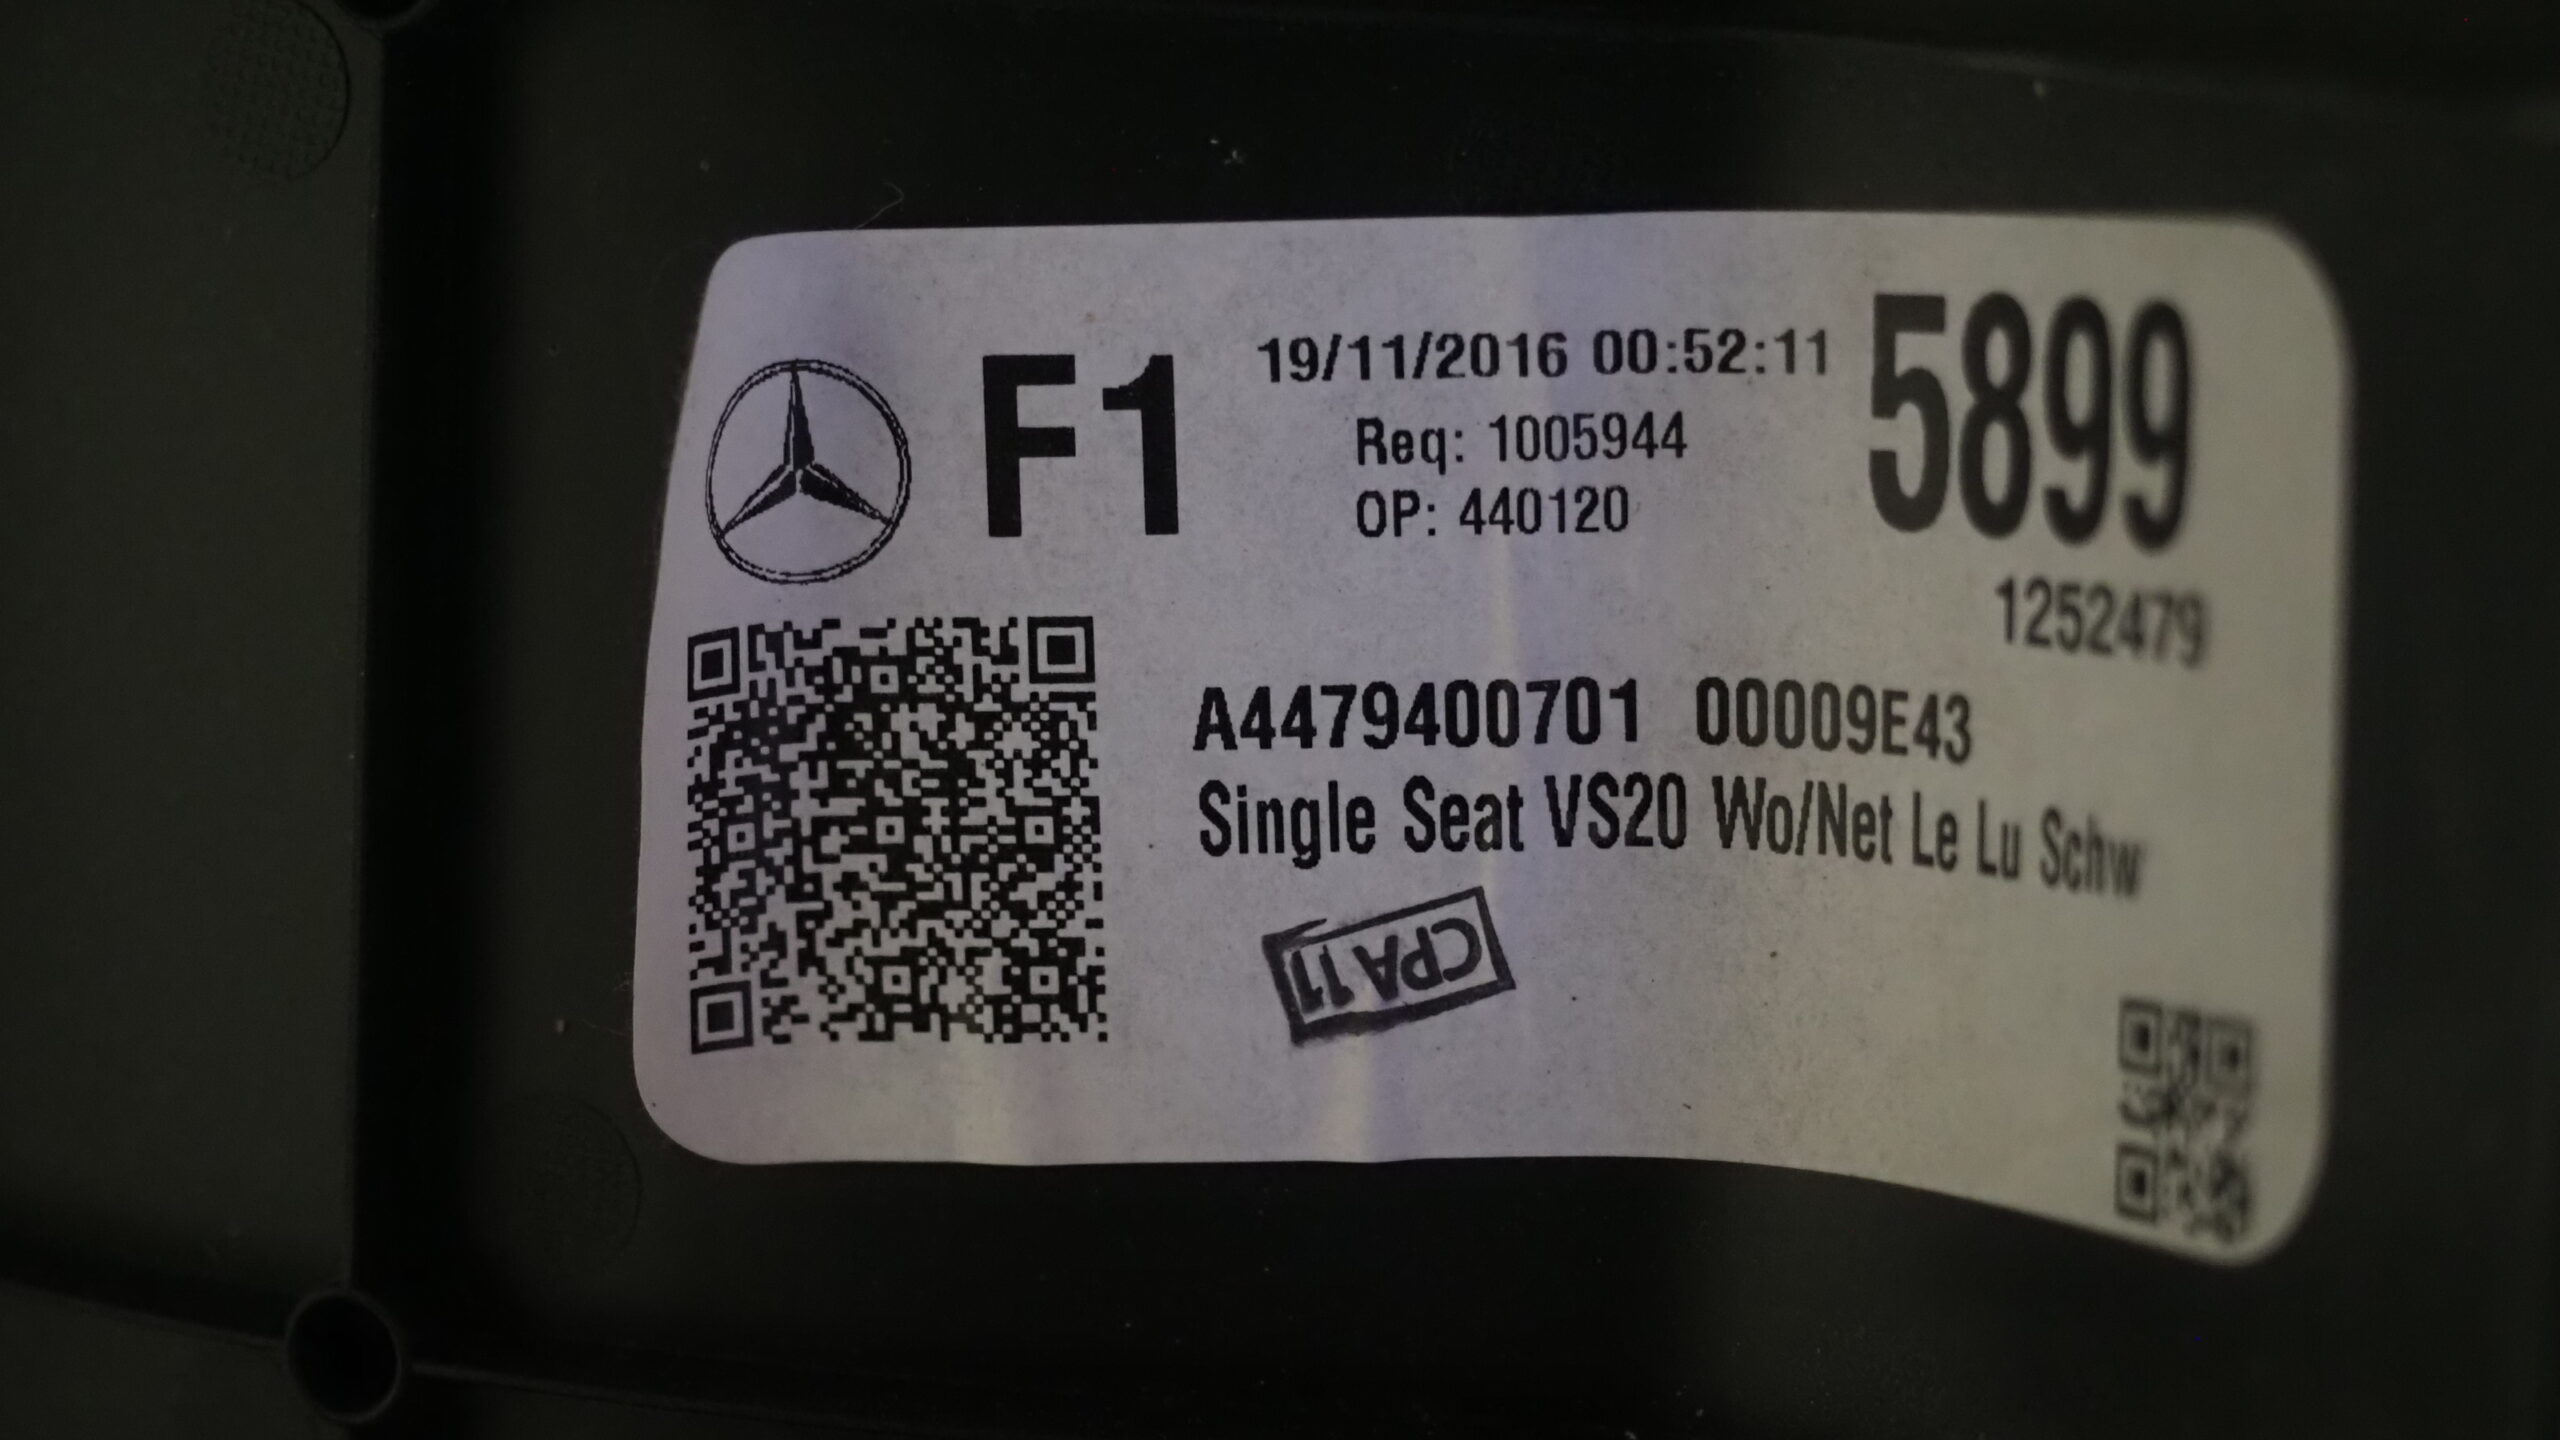 F1
19/11/2016 00:52:11
Req: 1005944
OP: 440120
5899
1252479
A4479400701 00009E43
Single Seat VS20 Wo/Net Le Lu Schw
CPA 11